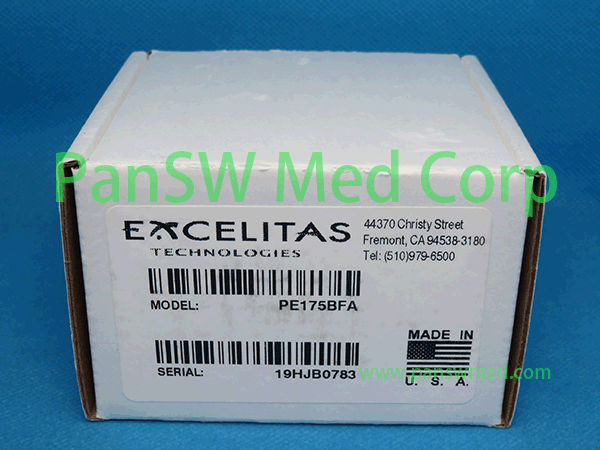 PanSW Med Corp
EXCELITAS
TECHNOLOGIES
44370 Christy Street
Fremont, CA 94538-3180
Tel: (510)979-6500
MODEL: PE175BFA
SERIAL: 19HJB0783
MADE IN
U. S. A.
www.panswmed.com